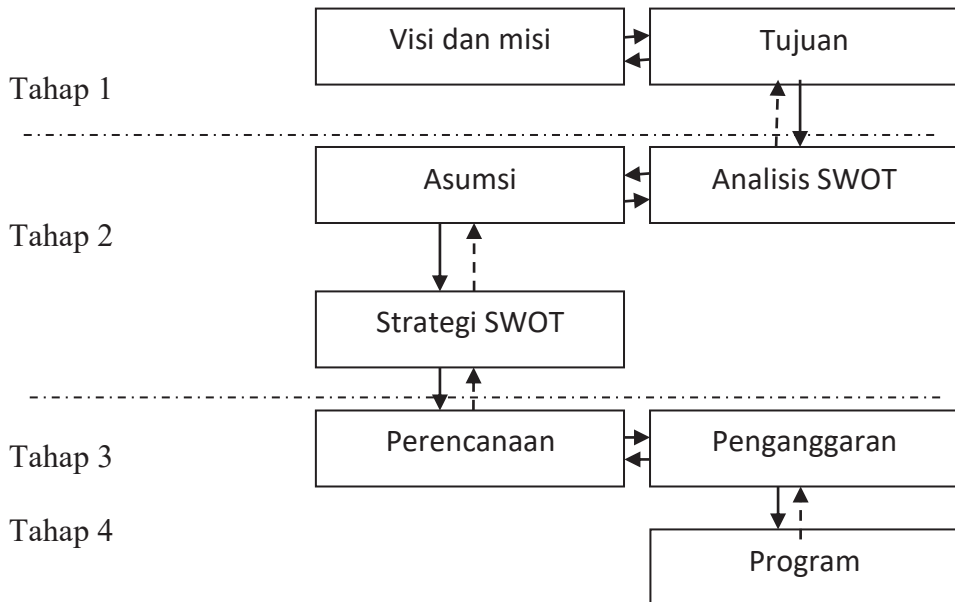 Visi dan misi
Tujuan
Tahap 1
Asumsi
Analisis SWOT
Tahap 2
Strategi SWOT
Perencanaan
Penganggaran
Tahap 3
Tahap 4
Program